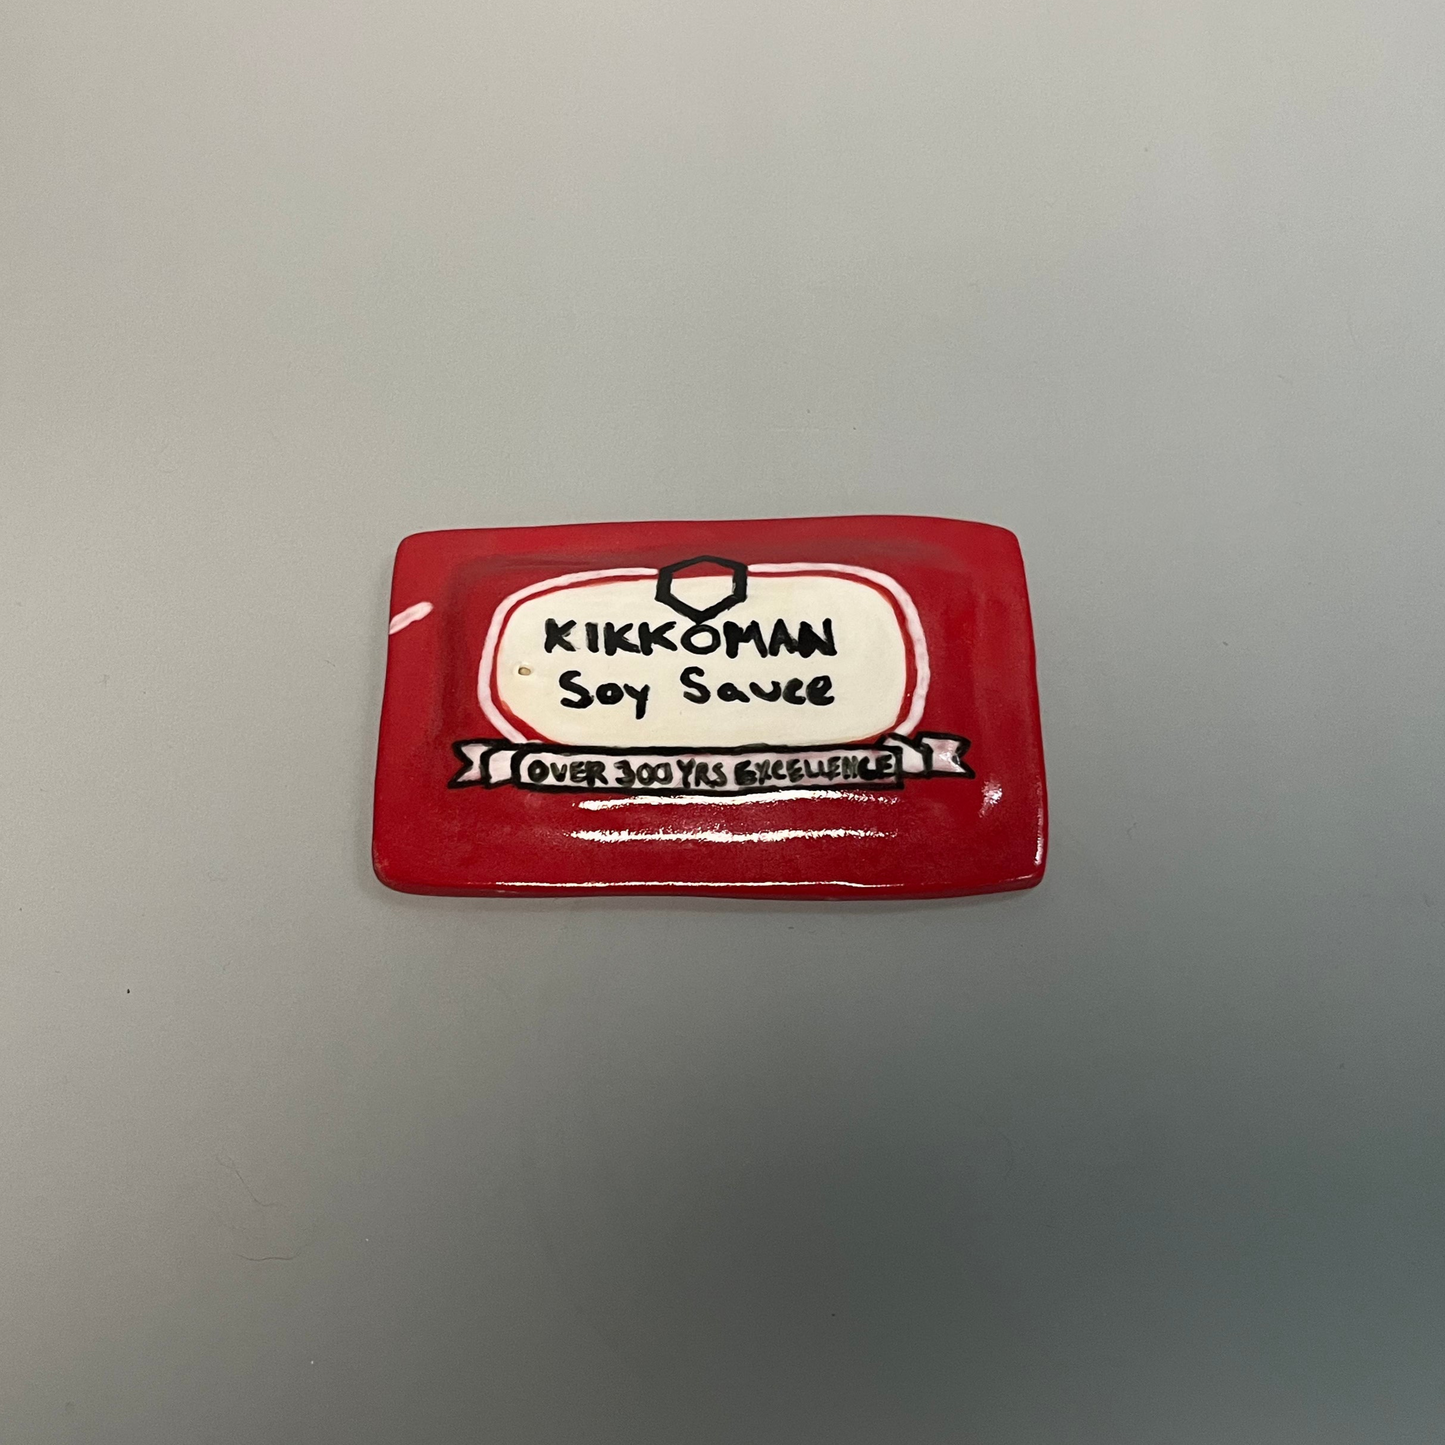 KIKKOMAN
Soy Sauce
OVER 300 YRS EXCELLENCE